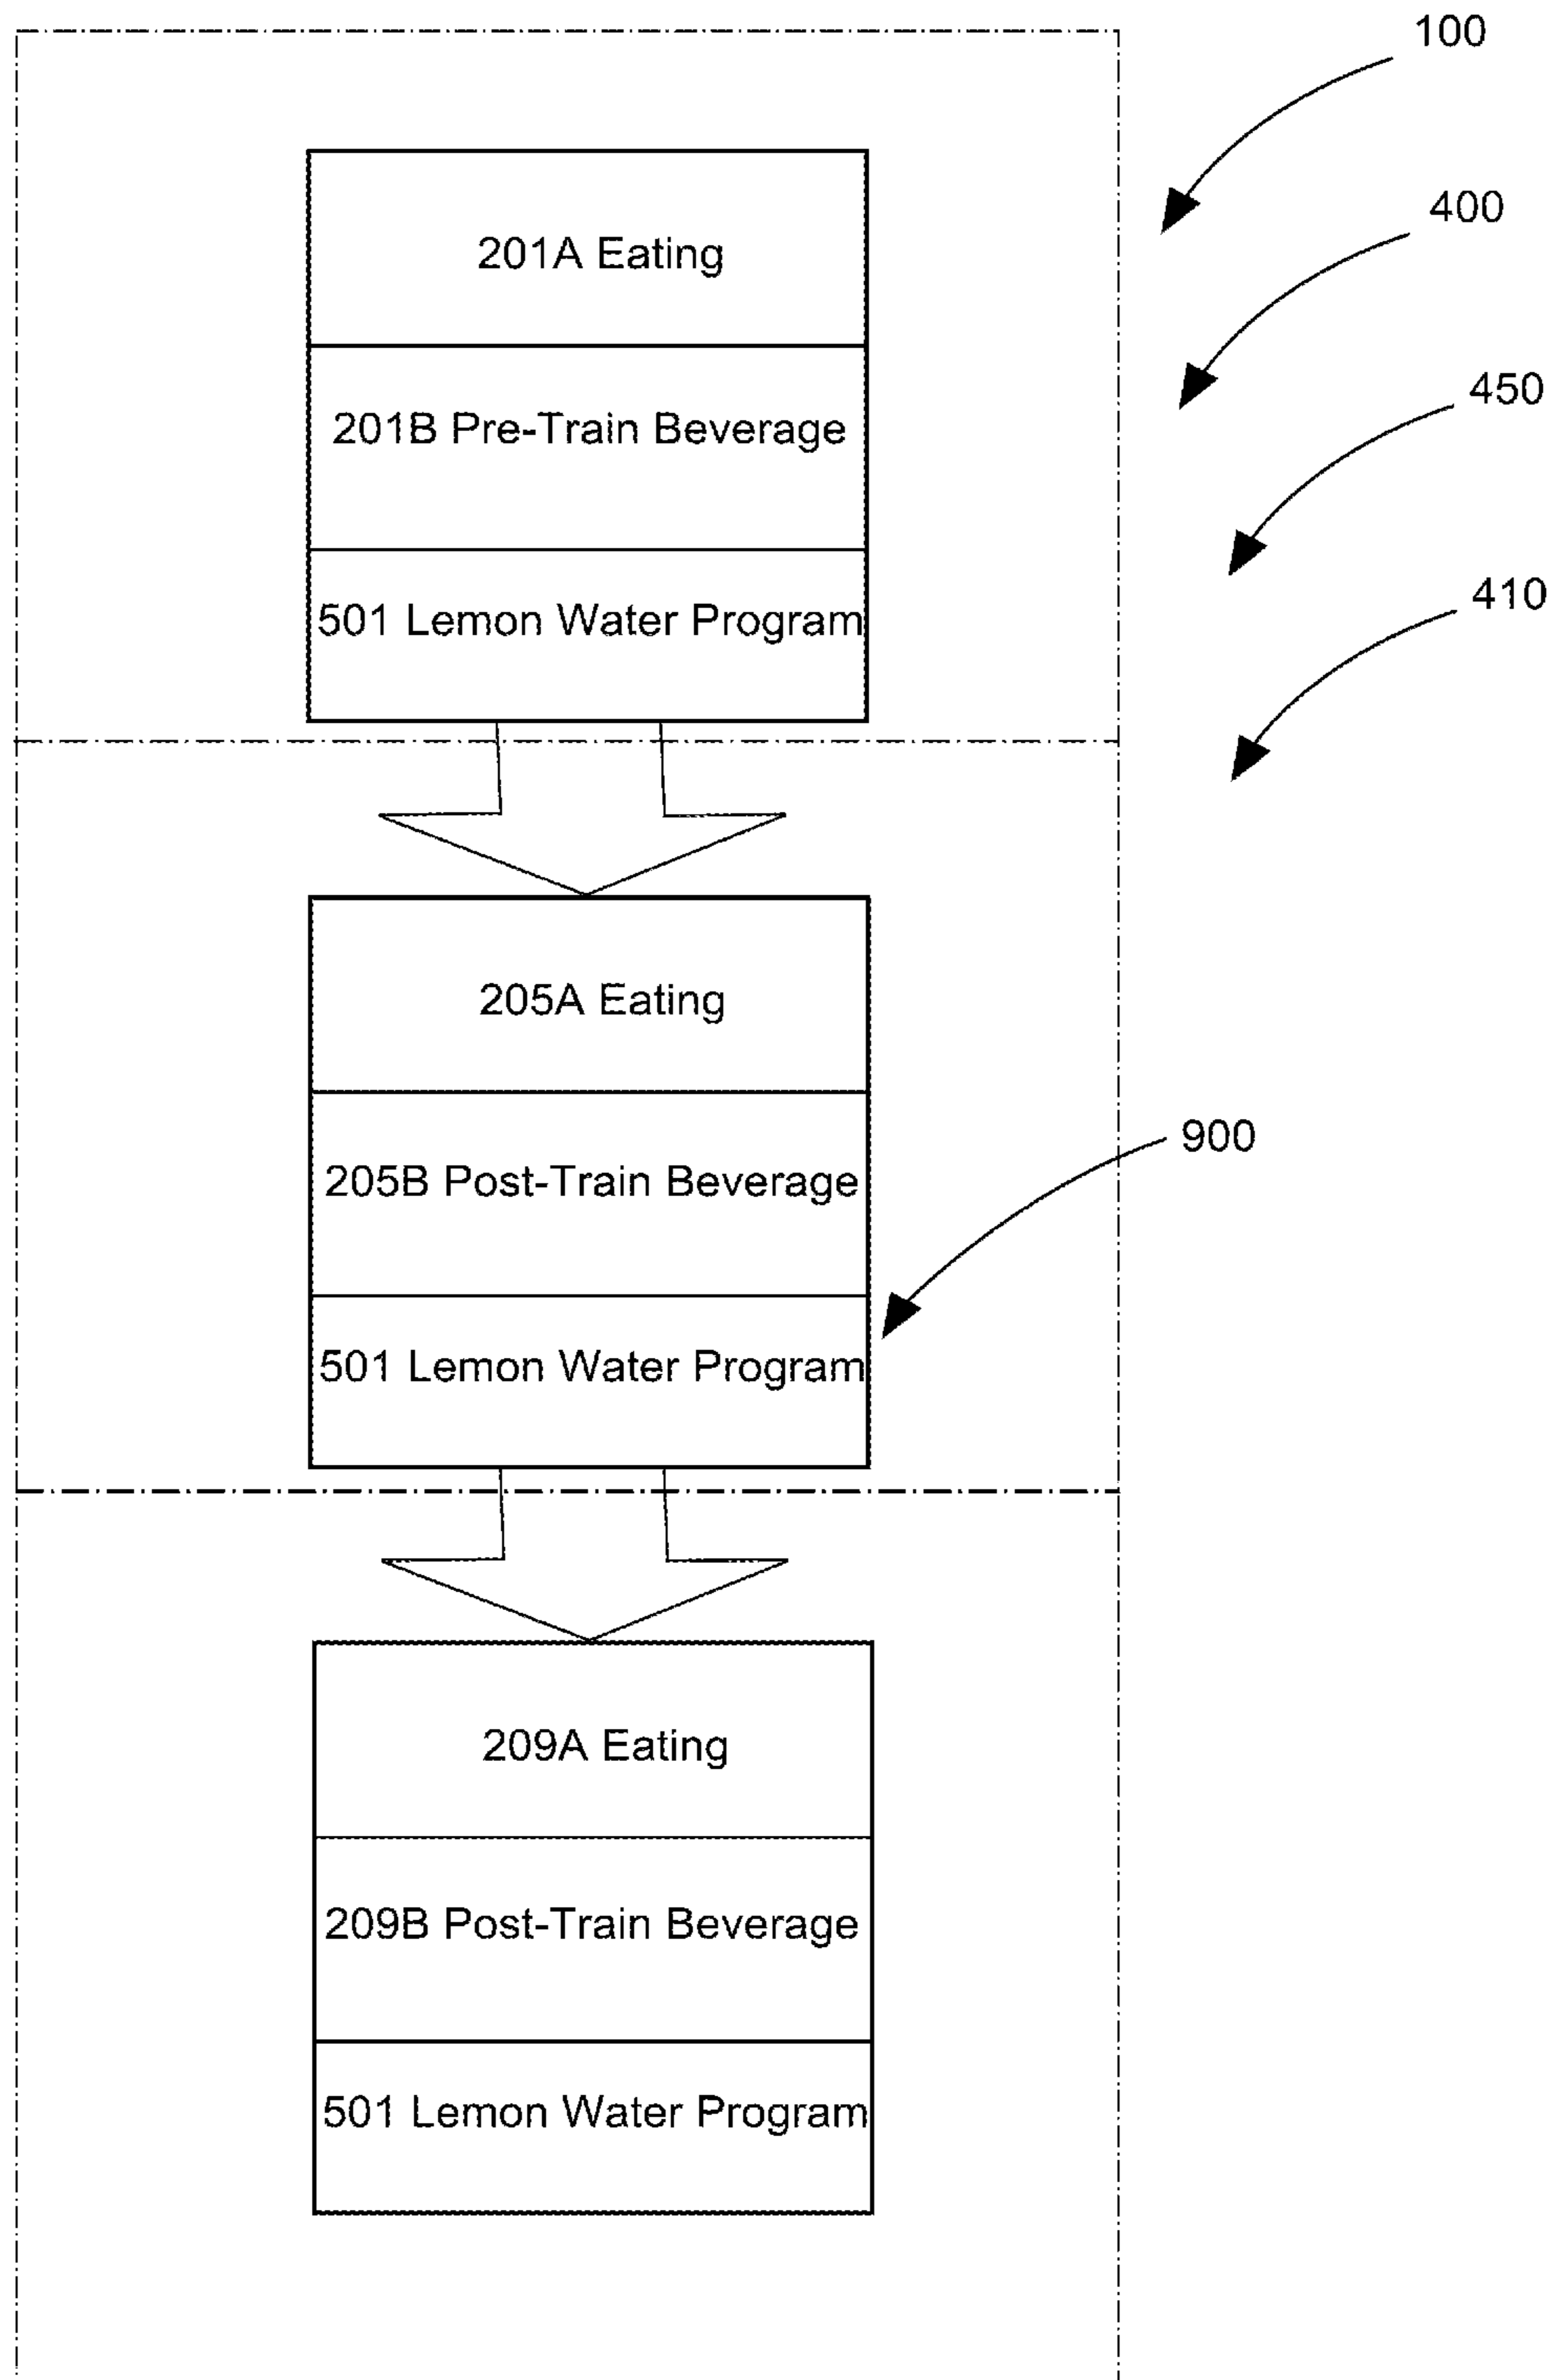 100
400
450
410
201A Eating
201B Pre-Train Beverage
501 Lemon Water Program
205A Eating
900
205B Post-Train Beverage
501 Lemon Water Program
209A Eating
209B Post-Train Beverage
501 Lemon Water Program